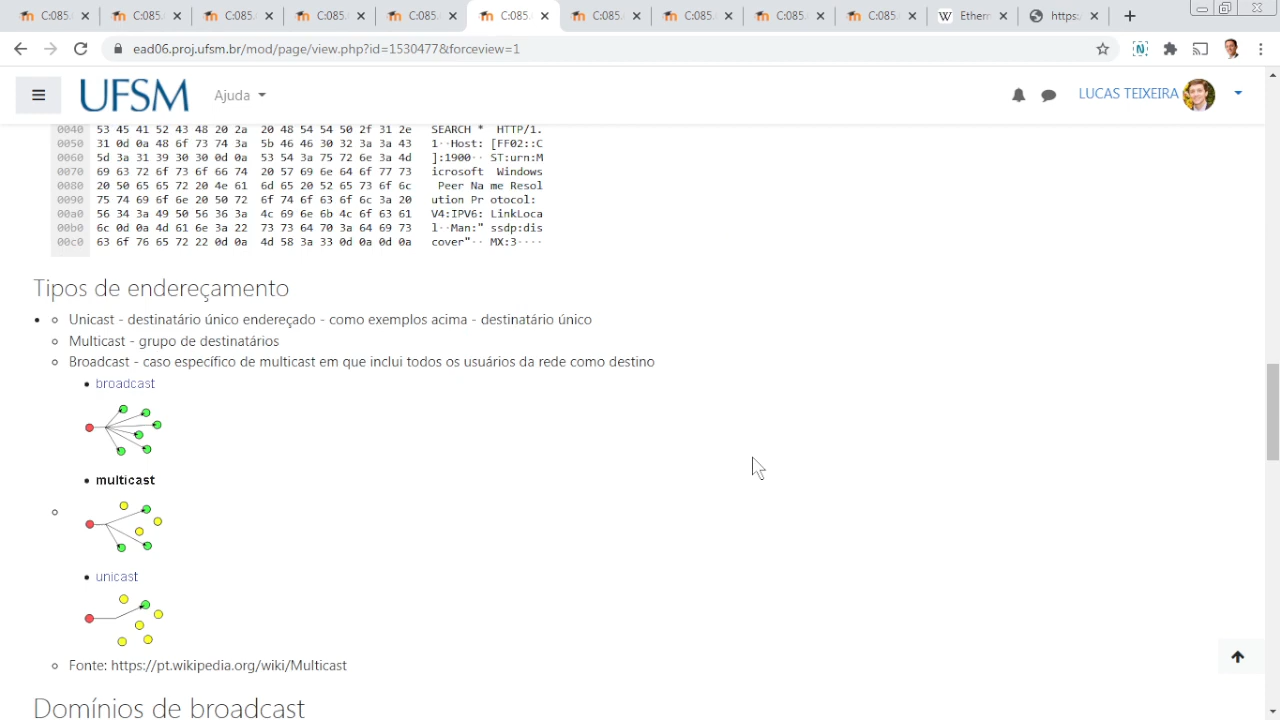 C:085.
C:085.
C:085.
C:085.
C:085.
C:085.
C:085.
C:085.
C:085.
C:085.
Ether
https:
ead06.proj.ufsm.br/mod/page/view.php?id=1530477&forceview=1
UFSM
Ajuda
LUCAS TEIXEIRA
0040 53 45 41 52 43 48 20 2a 20 48 54 54 50 2f 31 2e SEARCH * HTTP/1.
0050 31 0d 0a 48 6f 73 74 3a 5b 46 46 30 32 3a 3a 43 1··Host: [FF02::C
0060 5d 3a 31 39 30 30 0d 0a 53 54 3a 75 72 6e 3a 4d ]:1900·· ST:urn:M
0070 69 63 72 6f 73 6f 66 74 20 57 69 6e 64 6f 77 73 icrosoft Windows
0080 20 50 65 65 72 20 4e 61 6d 65 20 52 65 73 6f 6c Peer Na me Resol
0090 75 74 69 6f 6e 20 50 72 6f 74 6f 63 6f 6c 3a 20 ution Pr otocol:
00a0 56 34 3a 49 50 56 36 3a 4c 69 6e 6b 4c 6f 63 61 V4:IPV6: LinkLoca
00b0 6c 0d 0a 4d 61 6e 3a 22 73 73 64 70 3a 64 69 73 l··Man:" ssdp:dis
00c0 63 6f 76 65 72 22 0d 0a 4d 58 3a 33 0d 0a 0d 0a cover"·· MX:3····
Tipos de endereçamento
Unicast - destinatário único endereçado - como exemplos acima - destinatário único
Multicast - grupo de destinatários
Broadcast - caso específico de multicast em que inclui todos os usuários da rede como destino
broadcast
multicast
unicast
Fonte: https://pt.wikipedia.org/wiki/Multicast
Domínios de broadcast